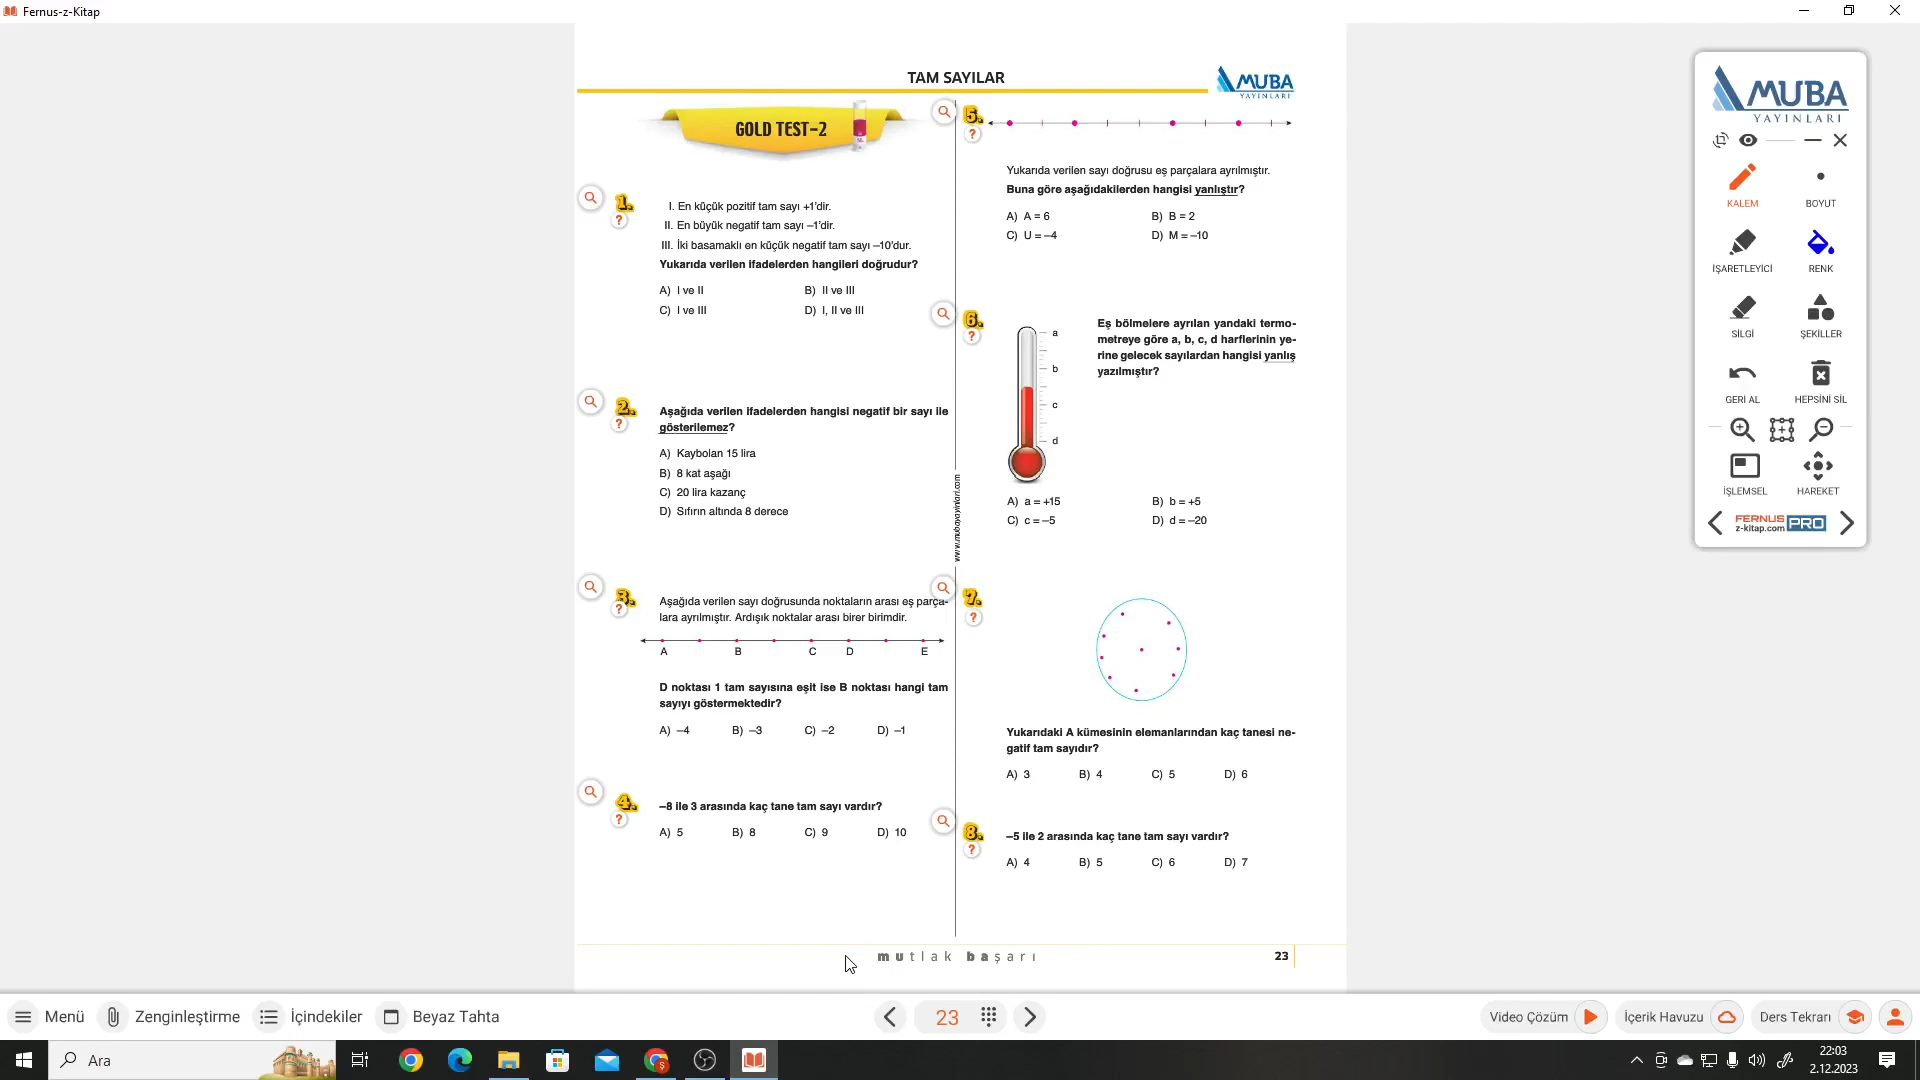 Fernus-z-Kitap
TAM SAYILAR
MUBA
YAYINLARI
GOLD TEST–2
1.
?
I. En küçük pozitif tam sayı +1'dir.
II. En büyük negatif tam sayı –1'dir.
III. İki basamaklı en küçük negatif tam sayı –10'dur.
Yukarıda verilen ifadelerden hangileri doğrudur?
A) I ve II B) II ve III
C) I ve III D) I, II ve III
2.
?
Aşağıda verilen ifadelerden hangisi negatif bir sayı ile
gösterilemez?
A) Kaybolan 15 lira
B) 8 kat aşağı
C) 20 lira kazanç
D) Sıfırın altında 8 derece
3.
?
Aşağıda verilen sayı doğrusunda noktaların arası eş parça-
lara ayrılmıştır. Ardışık noktalar arası birer birimdir.
A B C D E
D noktası 1 tam sayısına eşit ise B noktası hangi tam
sayıyı göstermektedir?
A) –4 B) –3 C) –2 D) –1
4.
?
–8 ile 3 arasında kaç tane tam sayı vardır?
A) 5 B) 8 C) 9 D) 10
www.mubayayinlari.com
5.
?
Yukarıda verilen sayı doğrusu eş parçalara ayrılmıştır.
Buna göre aşağıdakilerden hangisi yanlıştır?
A) A = 6 B) B = 2
C) U = –4 D) M = –10
6.
?
a
b
c
d
Eş bölmelere ayrılan yandaki termo-
metreye göre a, b, c, d harflerinin ye-
rine gelecek sayılardan hangisi yanlış
yazılmıştır?
A) a = +15 B) b = +5
C) c = –5 D) d = –20
7.
?
Yukarıdaki A kümesinin elemanlarından kaç tanesi ne-
gatif tam sayıdır?
A) 3 B) 4 C) 5 D) 6
8.
?
–5 ile 2 arasında kaç tane tam sayı vardır?
A) 4 B) 5 C) 6 D) 7
mutlak başarı
23
MUBA
YAYINLARI
KALEM BOYUT
İŞARETLEYİCİ RENK
SİLGİ ŞEKİLLER
GERİ AL HEPSİNİ SİL
İŞLEMSEL HAREKET
FERNUS
z-kitap.com PRO
Menü Zenginleştirme İçindekiler Beyaz Tahta 23 Video Çözüm İçerik Havuzu Ders Tekrarı
Ara
22:03
2.12.2023